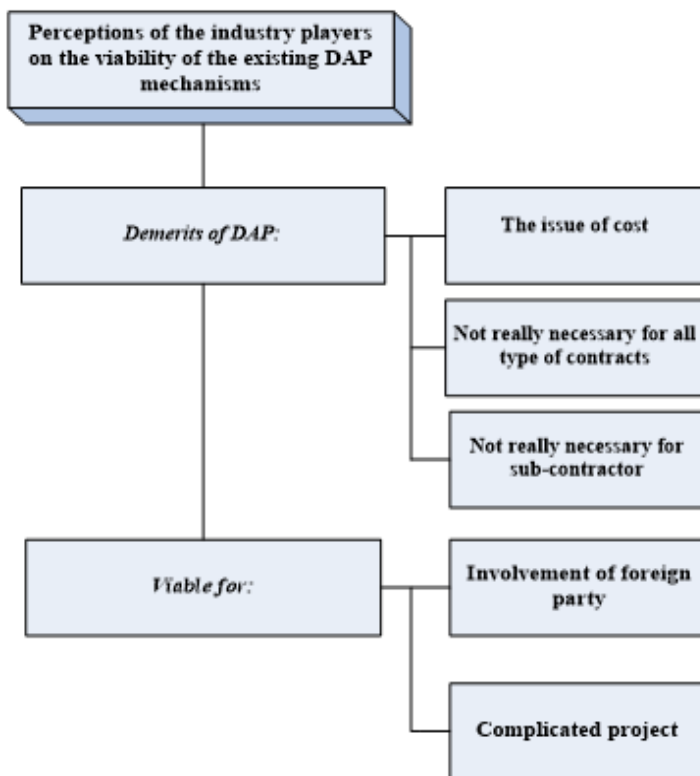 Perceptions of the industry players
on the viability of the existing DAP
mechanisms
Demerits of DAP:
The issue of cost
Not really necessary for all
type of contracts
Not really necessary for
sub-contractor
Viable for:
Involvement of foreign
party
Complicated project